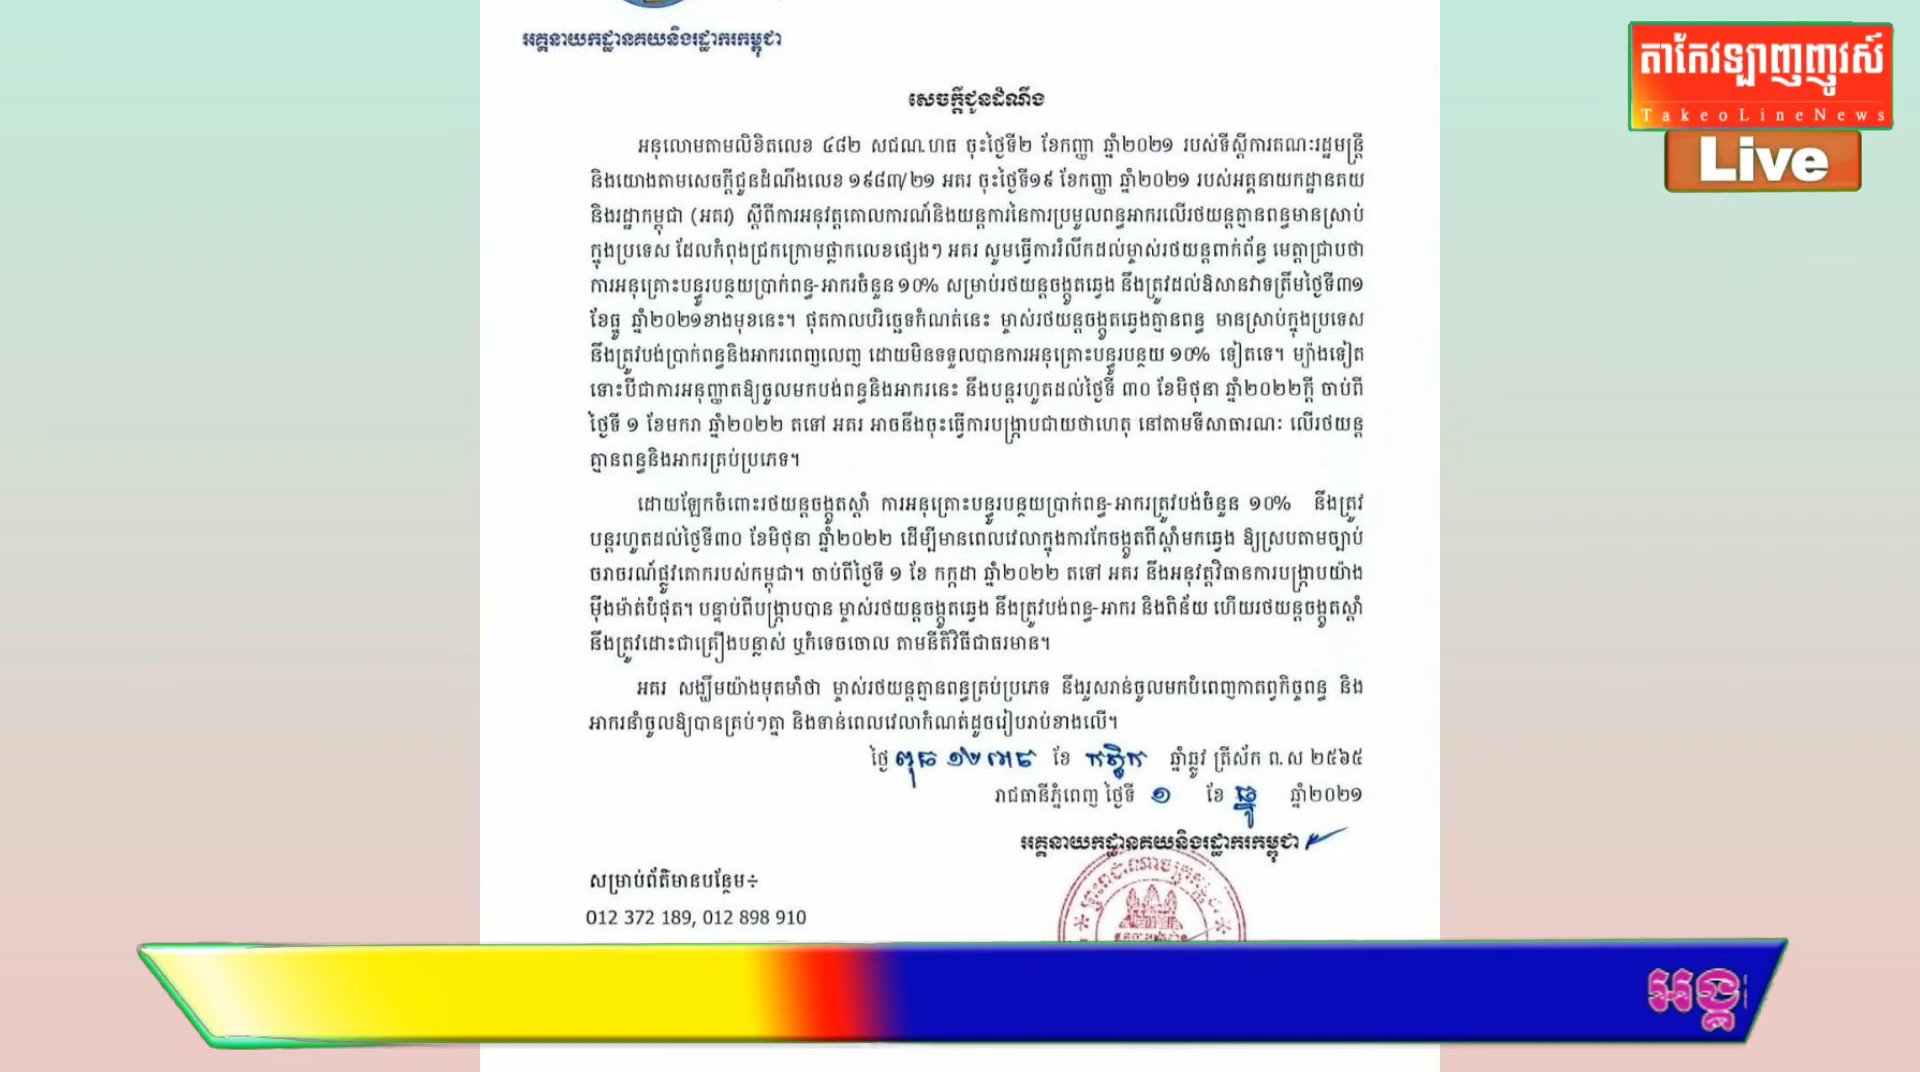 អគ្គនាយកដ្ឋានគយនិងរដ្ឋាករកម្ពុជា
តាកែវឡាញញូវស៍
TakeoLineNews
Live
សេចក្តីជូនដំណឹង
អនុលោមតាមលិខិតលេខ ៤៨២ សជណ.ហធ ចុះថ្ងៃទី២ ខែកញ្ញា ឆ្នាំ២០២១ របស់ទីស្តីការគណៈរដ្ឋមន្ត្រី
និងយោងតាមសេចក្តីជូនដំណឹងលេខ ១៩៨៣/២១ អគរ ចុះថ្ងៃទី១៩ ខែកញ្ញា ឆ្នាំ២០២១ របស់អគ្គនាយកដ្ឋានគយ
និងរដ្ឋាកម្ពុជា (អគរ) ស្តីពីការអនុវត្តគោលការណ៍និងយន្តការនៃការប្រមូលពន្ធអាករលើរថយន្តគ្មានពន្ធមានស្រាប់
ក្នុងប្រទេស ដែលកំពុងជ្រកក្រោមផ្លាកលេខផ្សេងៗ អគរ សូមធ្វើការរំលឹកដល់ម្ចាស់រថយន្តពាក់ព័ន្ធ មេត្តាជ្រាបថា
ការអនុគ្រោះបន្ធូរបន្ថយប្រាក់ពន្ធ-អាករចំនួន ១០% សម្រាប់រថយន្តចង្កូតឆ្វេង នឹងត្រូវដល់ឱសានវាទត្រឹមថ្ងៃទី៣១
ខែធ្នូ ឆ្នាំ២០២១ខាងមុខនេះ។ ផុតកាលបរិច្ឆេទកំណត់នេះ ម្ចាស់រថយន្តចង្កូតឆ្វេងគ្មានពន្ធ មានស្រាប់ក្នុងប្រទេស
នឹងត្រូវបង់ប្រាក់ពន្ធនិងអាករពេញលេញ ដោយមិនទទួលបានការអនុគ្រោះបន្ធូរបន្ថយ ១០% ទៀតទេ។ ម្យ៉ាងទៀត
ទោះបីជាការអនុញ្ញាតឱ្យចូលមកបង់ពន្ធនិងអាករនេះ នឹងបន្តរហូតដល់ថ្ងៃទី ៣០ ខែមិថុនា ឆ្នាំ២០២២ក្តី ចាប់ពី
ថ្ងៃទី ១ ខែមករា ឆ្នាំ២០២២ តទៅ អគរ អាចនឹងចុះធ្វើការបង្ក្រាបជាយថាហេតុ នៅតាមទីសាធារណៈ លើរថយន្ត
គ្មានពន្ធនិងអាករគ្រប់ប្រភេទ។
ដោយឡែកចំពោះរថយន្តចង្កូតស្តាំ ការអនុគ្រោះបន្ធូរបន្ថយប្រាក់ពន្ធ-អាករត្រូវបង់ចំនួន ១០% នឹងត្រូវ
បន្តរហូតដល់ថ្ងៃទី៣០ ខែមិថុនា ឆ្នាំ២០២២ ដើម្បីមានពេលវេលាក្នុងការកែចង្កូតពីស្តាំមកឆ្វេង ឱ្យស្របតាមច្បាប់
ចរាចរណ៍ផ្លូវគោករបស់កម្ពុជា។ ចាប់ពីថ្ងៃទី ១ ខែ កក្កដា ឆ្នាំ២០២២ តទៅ អគរ នឹងអនុវត្តវិធានការបង្ក្រាបយ៉ាង
ម៉ឺងម៉ាត់បំផុត។ បន្ទាប់ពីបង្ក្រាបបាន ម្ចាស់រថយន្តចង្កូតឆ្វេង នឹងត្រូវបង់ពន្ធ-អាករ និងពិន័យ ហើយរថយន្តចង្កូតស្តាំ
នឹងត្រូវដោះជាគ្រឿងបន្លាស់ ឬកំទេចចោល តាមនីតិវិធីជាធរមាន។
អគរ សង្ឃឹមយ៉ាងមុតមាំថា ម្ចាស់រថយន្តគ្មានពន្ធគ្រប់ប្រភេទ នឹងរួសរាន់ចូលមកបំពេញកាតព្វកិច្ចពន្ធ និង
អាករនាំចូលឱ្យបានគ្រប់ៗគ្នា និងទាន់ពេលវេលាកំណត់ដូចរៀបរាប់ខាងលើ។
ថ្ងៃ ពុធ ១២ រោច ខែ កត្តិក ឆ្នាំឆ្លូវ ត្រីស័ក ព.ស ២៥៦៥
រាជធានីភ្នំពេញ ថ្ងៃទី ១ ខែ ធ្នូ ឆ្នាំ២០២១
អគ្គនាយកដ្ឋានគយនិងរដ្ឋាករកម្ពុជា
សម្រាប់ព័ត៌មានបន្ថែម÷
012 372 189, 012 898 910
អង្គ